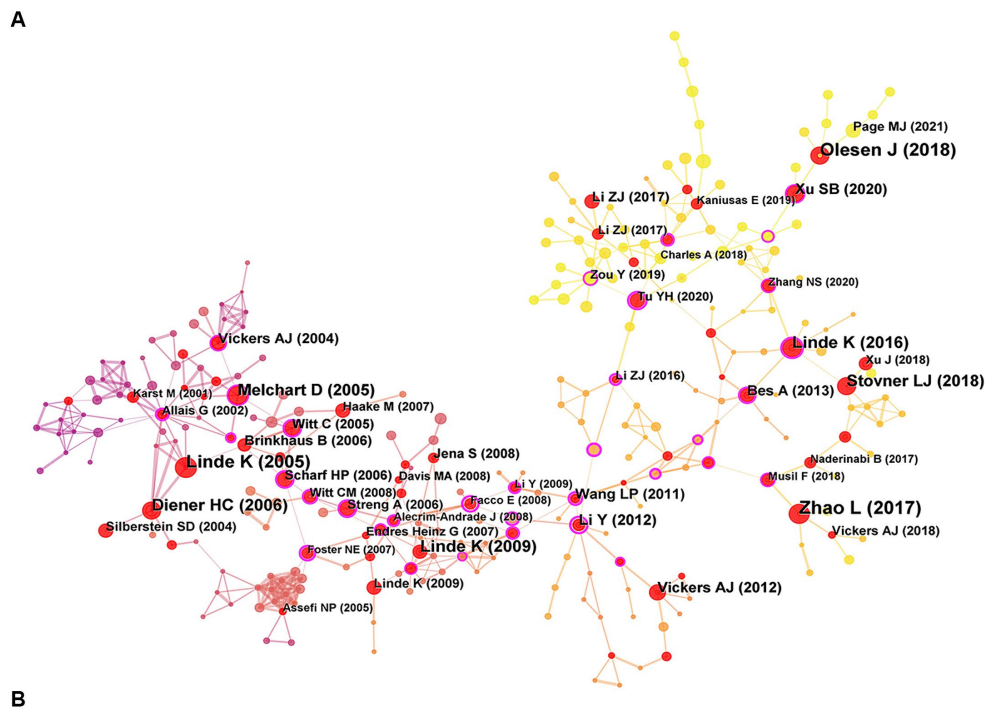 A
Page MJ (2021)
Olesen J (2018)
Xu SB (2020)
Li ZJ (2017)
Kaniusas E (2019)
Li ZJ (2017)
Charles A (2018)
Zou Y (2019)
Zhang NS (2020)
Tu YH (2020)
Vickers AJ (2004)
Linde K (2016)
Xu J (2018)
Li ZJ (2016)
Stovner LJ (2018)
Melchart D (2005)
Bes A (2013)
Karst M (2001)
Haake M (2007)
Allais G (2002)
Witt C (2005)
Brinkhaus B (2006)
Jena S (2008)
Naderinabi B (2017)
Linde K (2005)
Scharf HP (2006)
Davis MA (2008)
Musil F (2018)
Li Y (2009)
Witt CM (2008)
Wang LP (2011)
Facco E (2008)
Streng A (2006)
Diener HC (2006)
Zhao L (2017)
Alecrim-Andrade J (2008)
Li Y (2012)
Silberstein SD (2004)
Endres Heinz G (2007)
Vickers AJ (2018)
Linde K (2009)
Foster NE (2007)
Linde K (2009)
Vickers AJ (2012)
Assefi NP (2005)
B